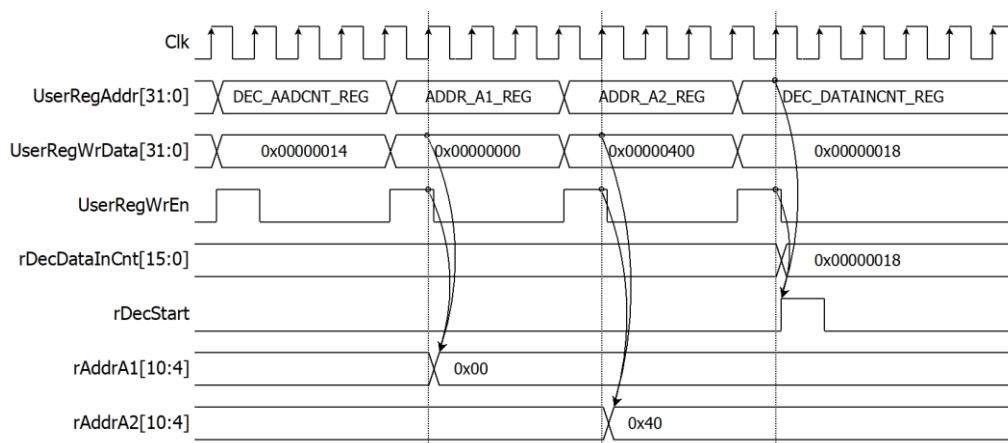 Clk
UserRegAddr[31:0] DEC_AADCNT_REG ADDR_A1_REG ADDR_A2_REG DEC_DATAINCNT_REG
UserRegWrData[31:0] 0x00000014 0x00000000 0x00000400 0x00000018
UserRegWrEn
rDecDataInCnt[15:0] 0x00000018
rDecStart
rAddrA1[10:4] 0x00
rAddrA2[10:4] 0x40